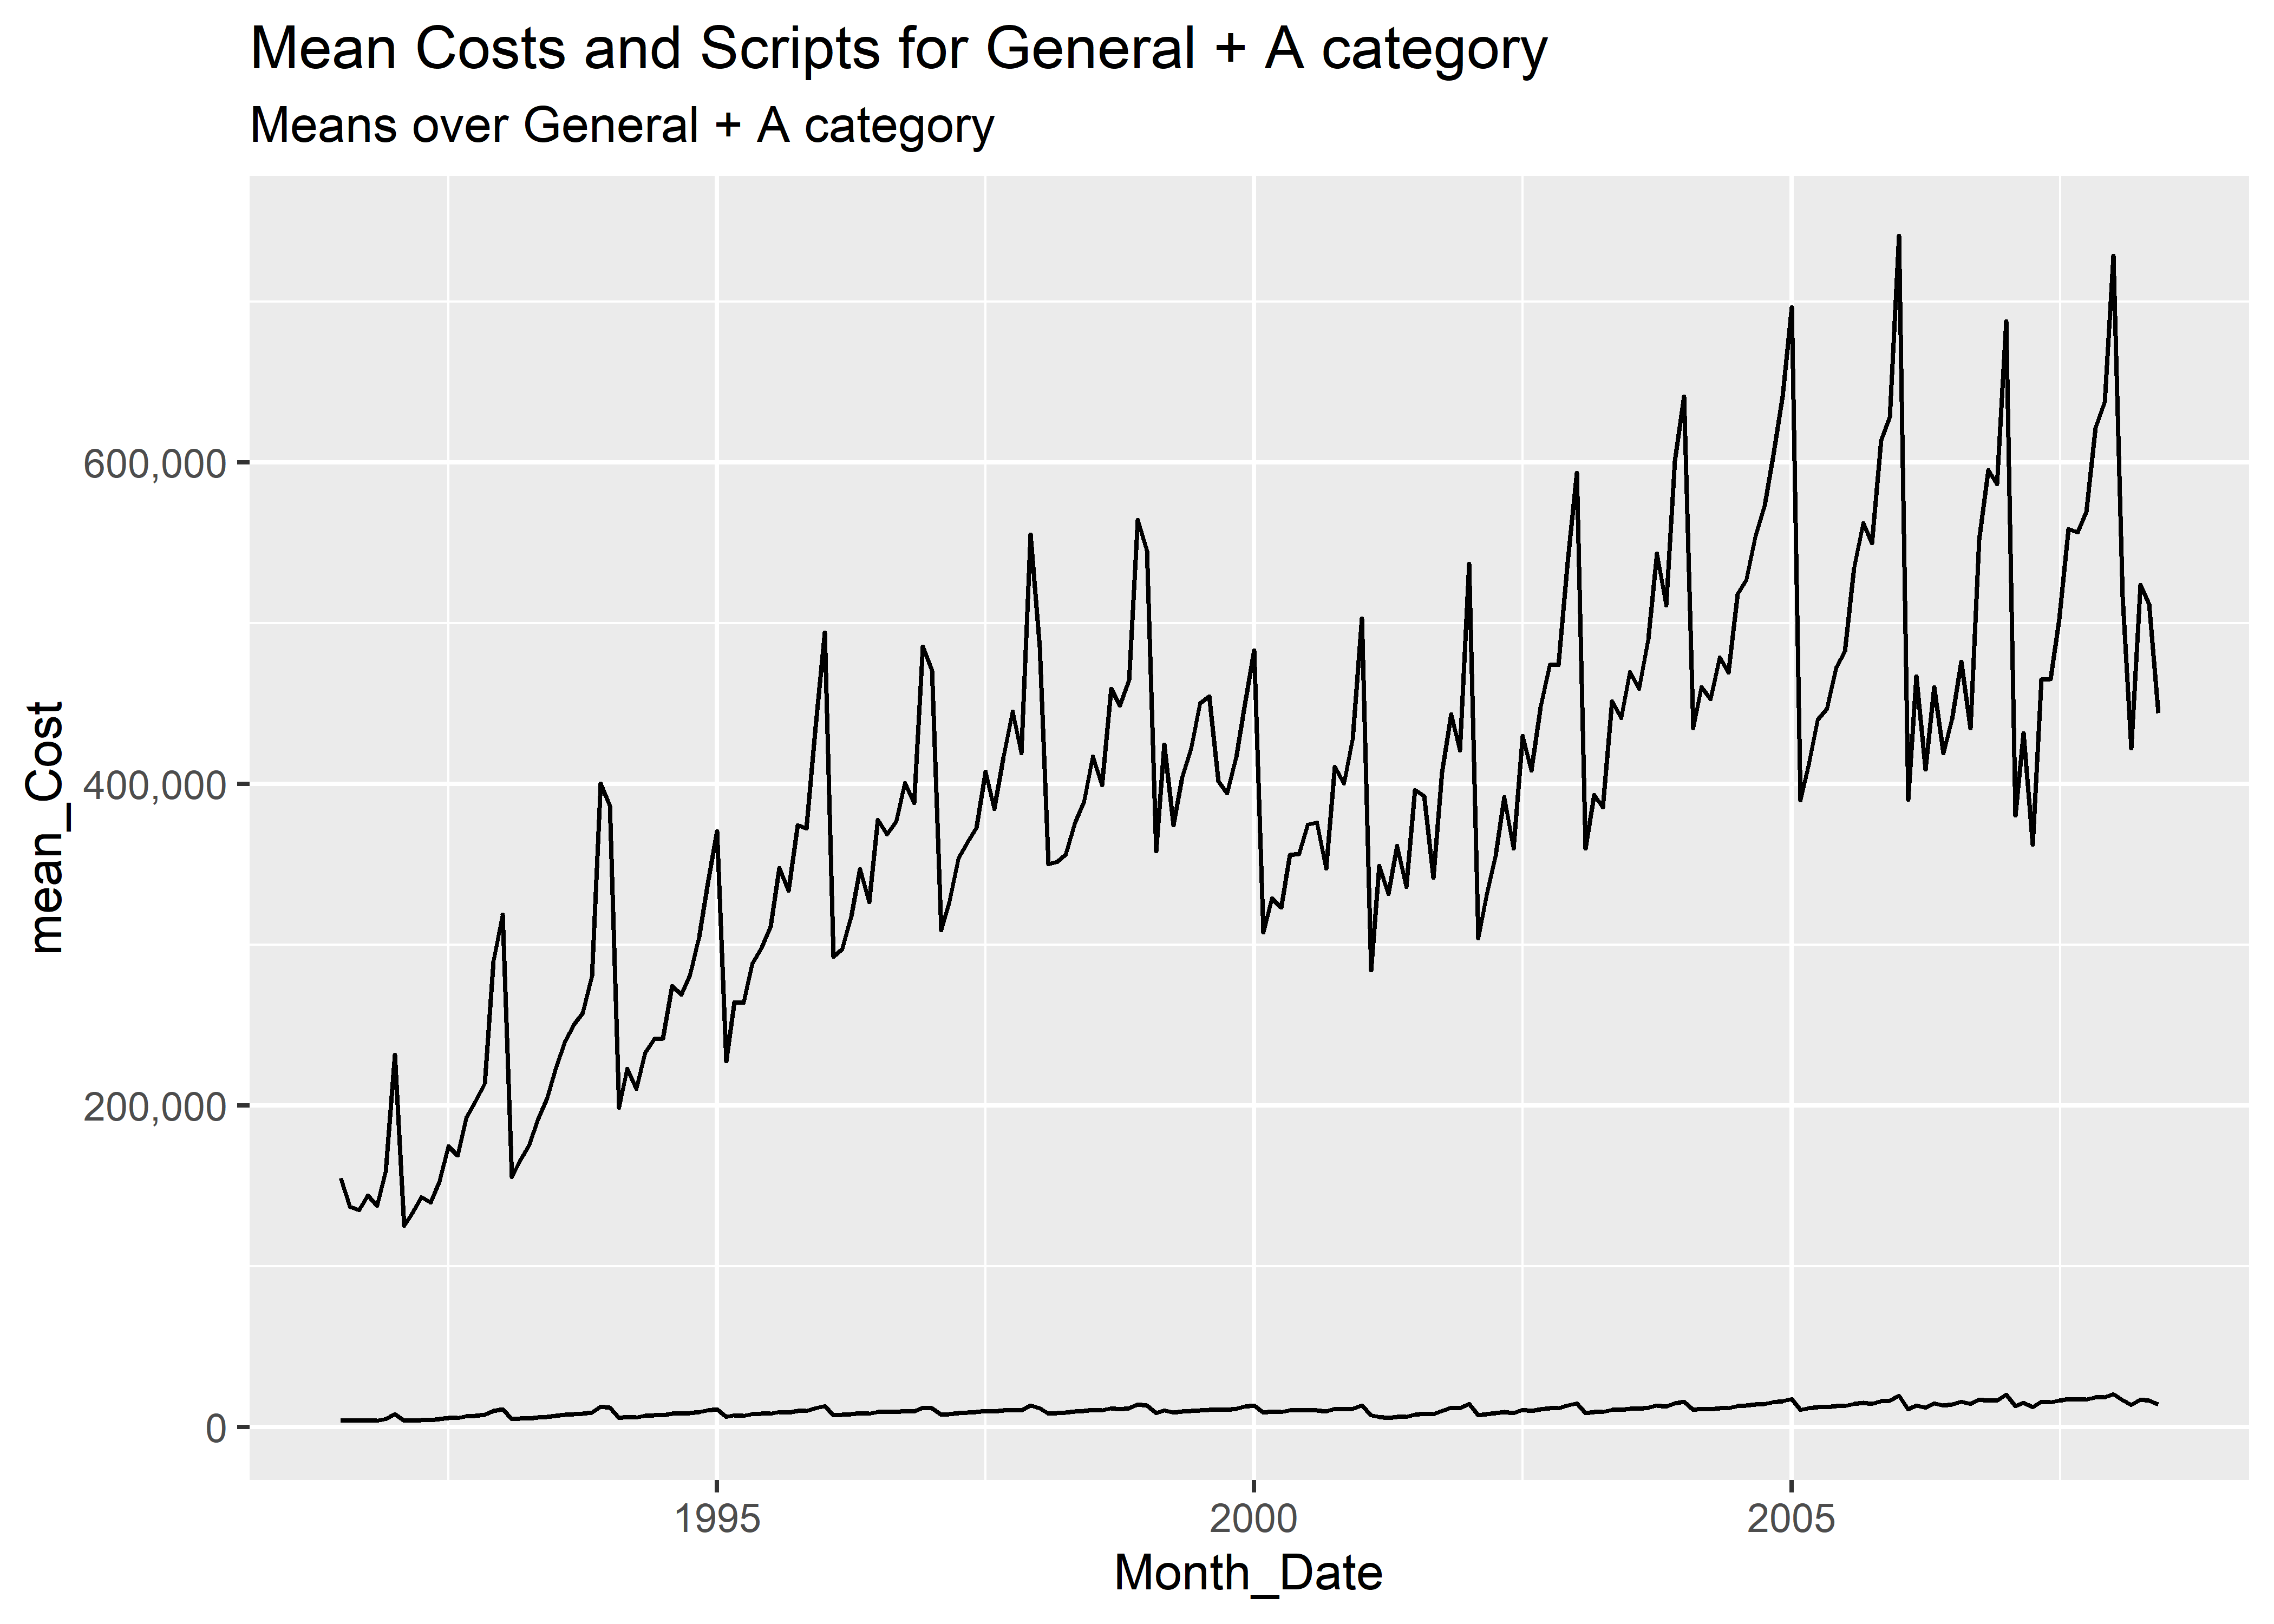 Mean Costs and Scripts for General + A category
Means over General + A category
mean_Cost
600,000
400,000
200,000
0
1995 2000 2005
Month_Date